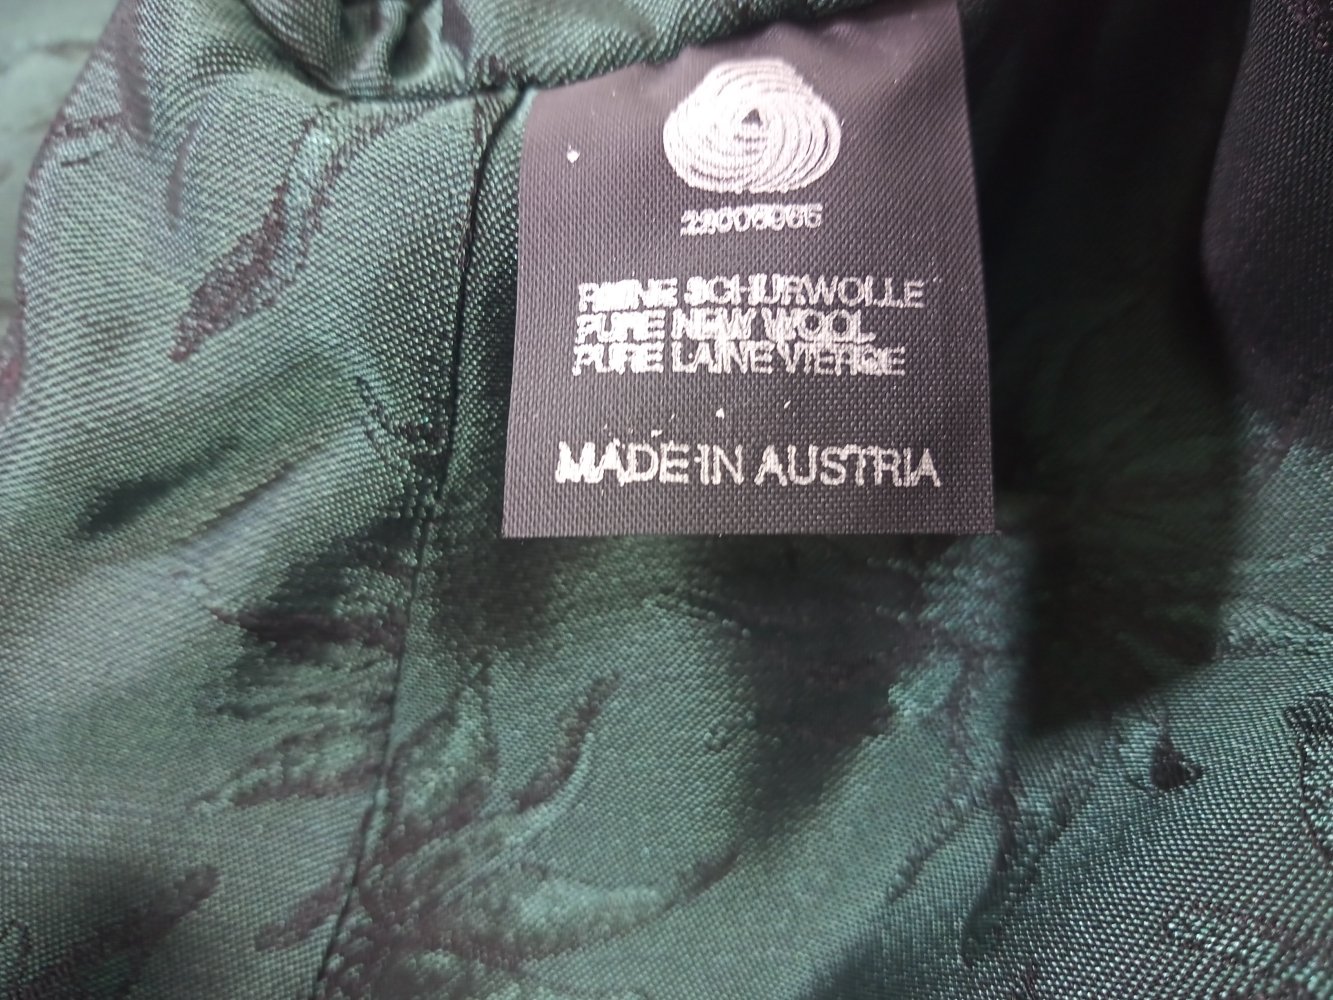 REINE SCHURWOLLE
PURE NEW WOOL
PURE LAINE VIERGE
MADE IN AUSTRIA